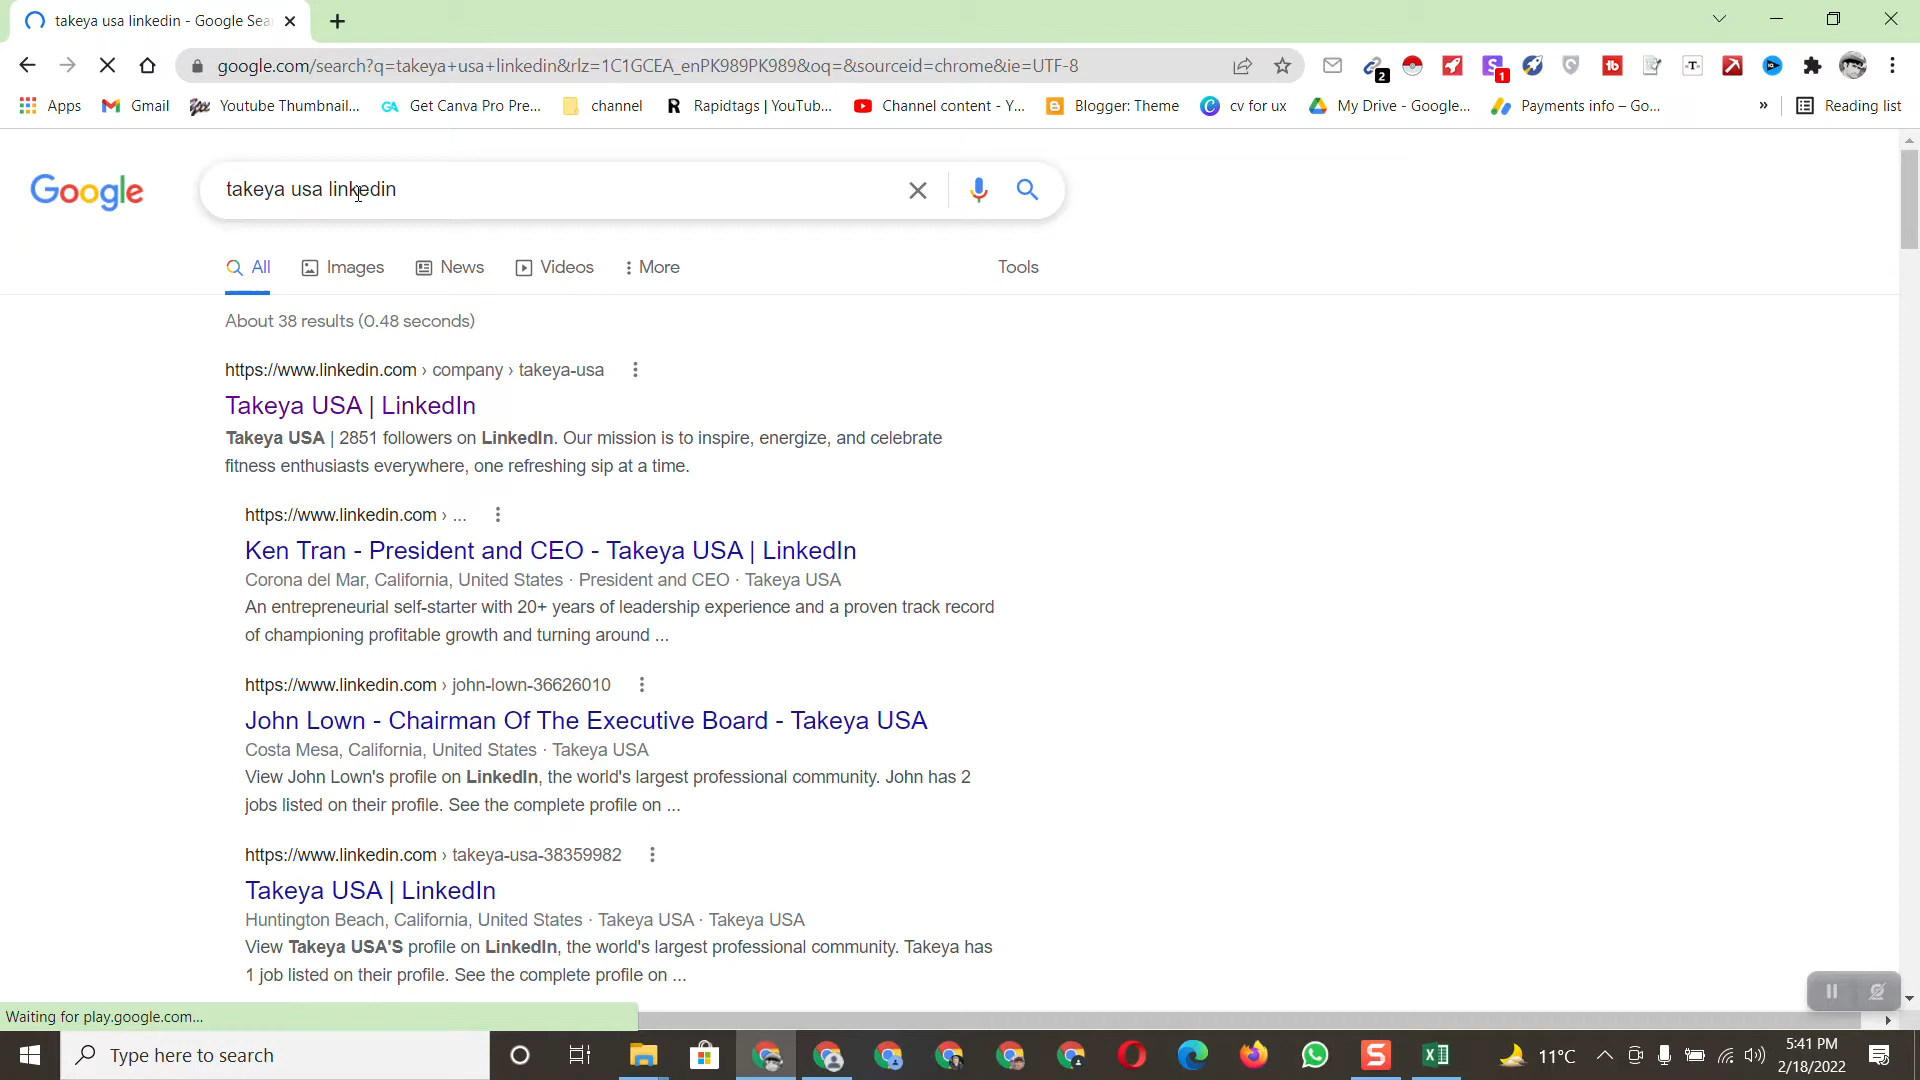 takeya usa linkedin - Google Sea
google.com/search?q=takeya+usa+linkedin&rlz=1C1GCEA_enPK989PK989&oq=&sourceid=chrome&ie=UTF-8
2
1
Apps
Gmail
Youtube Thumbnail...
Get Canva Pro Pre...
channel
Rapidtags | YouTub...
Channel content - Y...
Blogger: Theme
cv for ux
My Drive - Google...
Payments info – Go...
»
Reading list
Google
takeya usa linkedin
All
Images
News
Videos
More
Tools
About 38 results (0.48 seconds)
https://www.linkedin.com › company › takeya-usa
Takeya USA | LinkedIn
Takeya USA | 2851 followers on LinkedIn. Our mission is to inspire, energize, and celebrate
fitness enthusiasts everywhere, one refreshing sip at a time.
https://www.linkedin.com › ...
Ken Tran - President and CEO - Takeya USA | LinkedIn
Corona del Mar, California, United States · President and CEO · Takeya USA
An entrepreneurial self-starter with 20+ years of leadership experience and a proven track record
of championing profitable growth and turning around ...
https://www.linkedin.com › john-lown-36626010
John Lown - Chairman Of The Executive Board - Takeya USA
Costa Mesa, California, United States · Takeya USA
View John Lown's profile on LinkedIn, the world's largest professional community. John has 2
jobs listed on their profile. See the complete profile on ...
https://www.linkedin.com › takeya-usa-38359982
Takeya USA | LinkedIn
Huntington Beach, California, United States · Takeya USA · Takeya USA
View Takeya USA'S profile on LinkedIn, the world's largest professional community. Takeya has
1 job listed on their profile. See the complete profile on ...
Waiting for play.google.com...
Type here to search
11°C
5:41 PM
2/18/2022